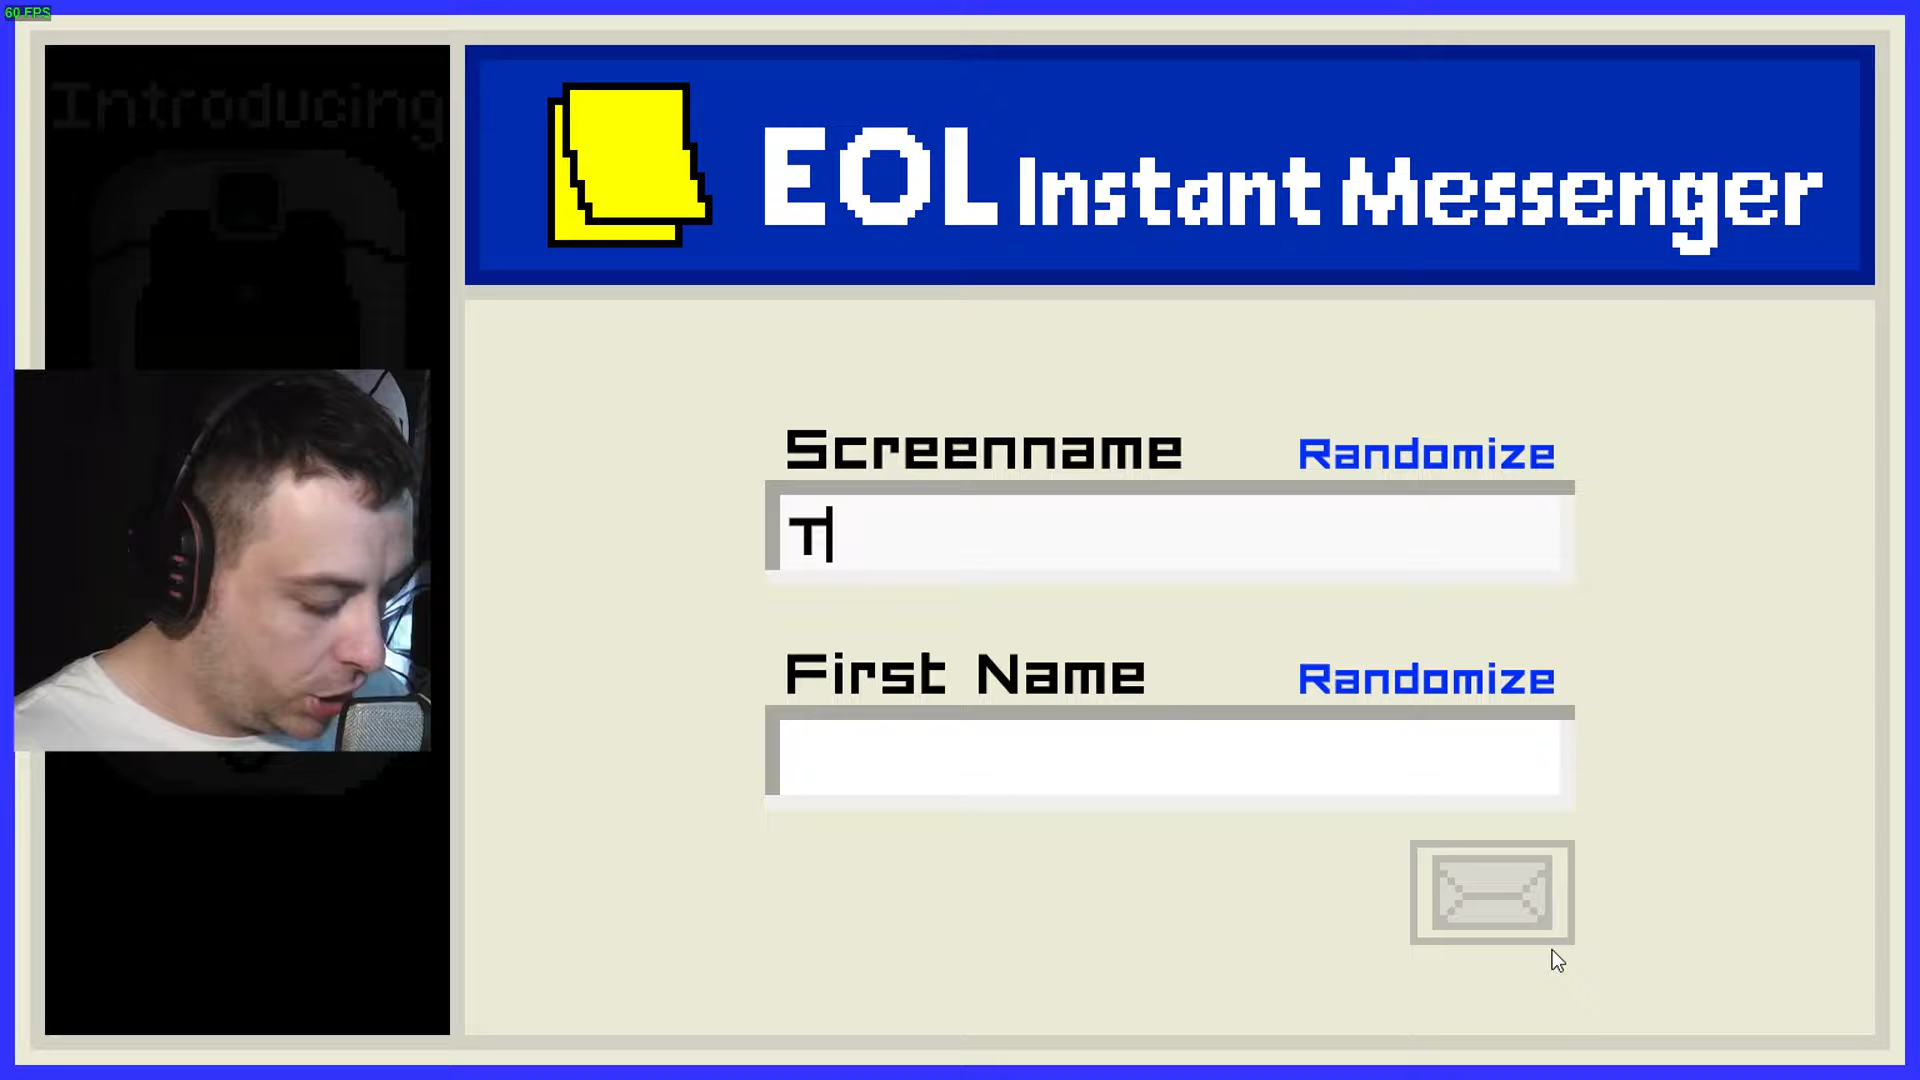 60 FPS
Introducing
EOL Instant Messenger
Screenname Randomize
T
First Name Randomize